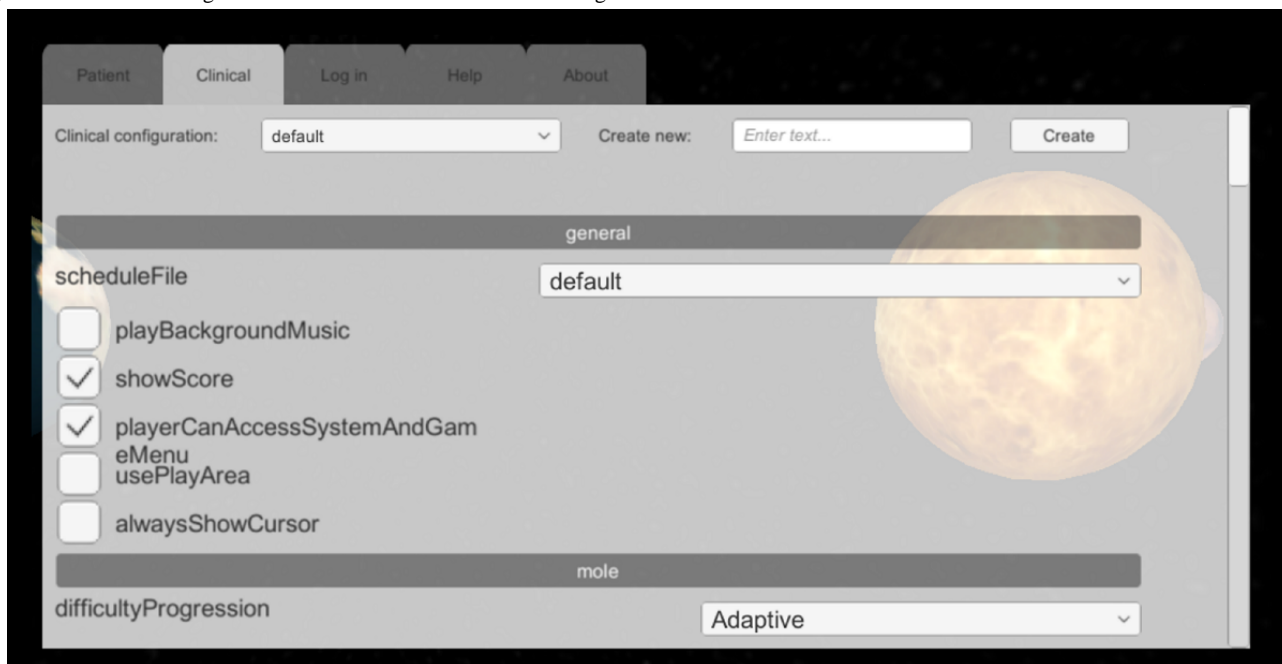 Patient Clinical Log in Help About
Clinical configuration: default Create new: Enter text... Create
general
scheduleFile default
playBackgroundMusic
showScore
playerCanAccessSystemAndGam
eMenu
usePlayArea
alwaysShowCursor
mole
difficultyProgression Adaptive